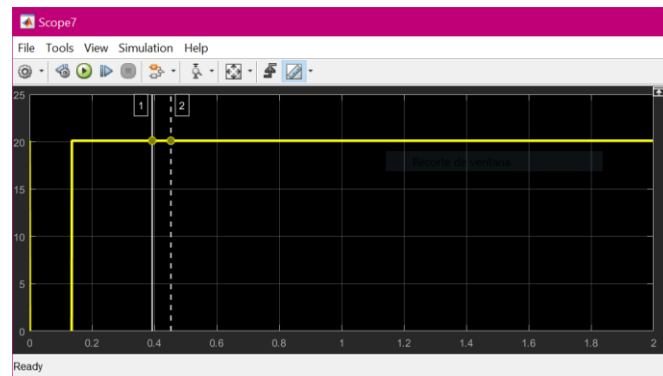 Scope7
File Tools View Simulation Help
1 2
25
20
Recorte de ventana
15
10
5
0
0 0.2 0.4 0.6 0.8 1 1.2 1.4 1.6 1.8 2
Ready